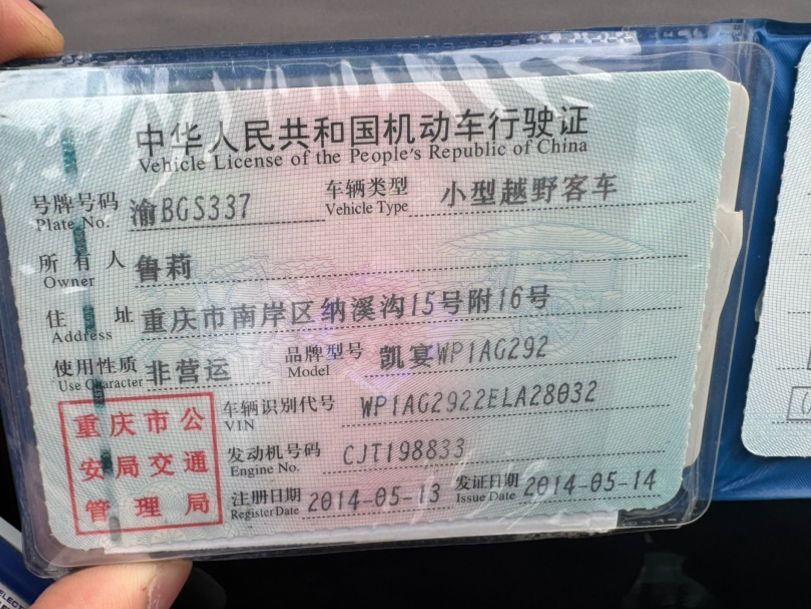 中华人民共和国机动车行驶证
Vehicle License of the People's Republic of China
号牌号码 渝BGS337 车辆类型 小型越野客车
Plate No. Vehicle Type
所有人 鲁莉
Owner
住址 重庆市南岸区纳溪沟15号附16号
Address
使用性质 非营运 品牌型号 凯宴WP1AG292
Use Character Model
重庆市公安局交通管理局
车辆识别代号 WP1AG2922ELA28032
VIN
发动机号码 CJT198833
Engine No.
注册日期 2014-05-13 发证日期 2014-05-14
Register Date Issue Date